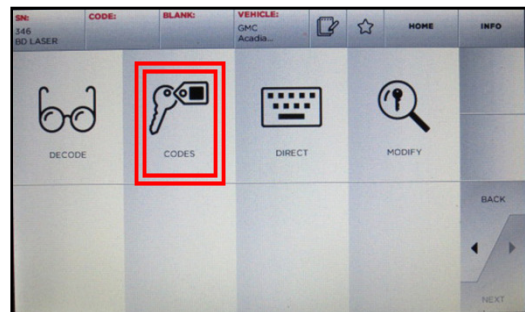 SN:
346
BD LASER
CODE:
BLANK:
VEHICLE:
GMC
Acadia...
HOME
INFO
DECODE
CODES
DIRECT
MODIFY
BACK
NEXT